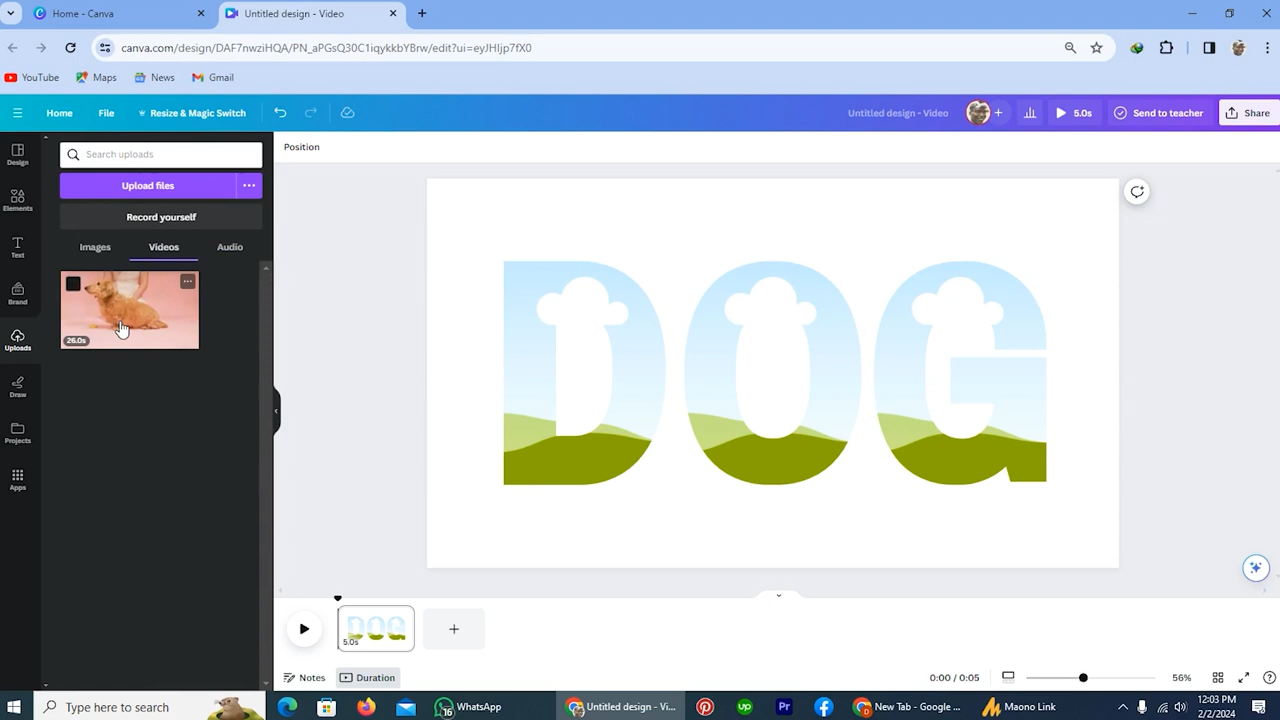 Home - Canva
Untitled design - Video
canva.com/design/DAF7nwziHQA/PN_aPGsQ30C1iqykkbYBrw/edit?ui=eyJHIjp7fX0
YouTube
Maps
News
Gmail
Home
File
Resize & Magic Switch
Untitled design - Video
5.0s
Send to teacher
Share
Design
Elements
Text
Brand
Uploads
Draw
Projects
Apps
Search uploads
Upload files
Record yourself
Images
Videos
Audio
26.0s
Position
DOG
DOG
5.0s
Notes
Duration
0:00 / 0:05
56%
Type here to search
16
WhatsApp
Untitled design - Vi...
New Tab - Google ...
Maono Link
12:03 PM
2/2/2024